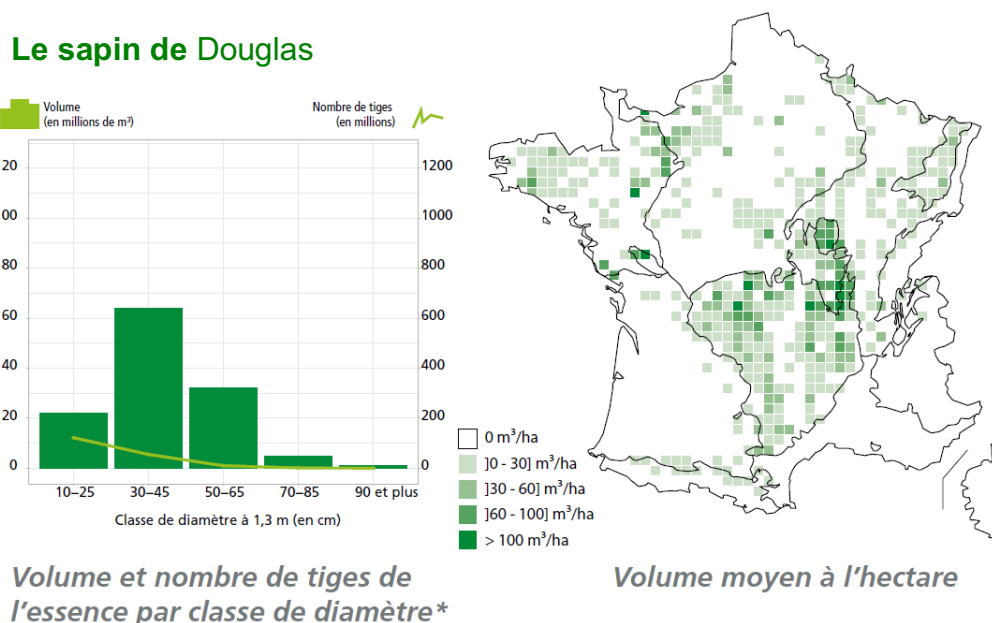 Le sapin de Douglas
Volume
(en millions de m³)
Nombre de tiges
(en millions)
20
00
80
60
40
20
0
1200
1000
800
600
400
200
0
10–25 30–45 50–65 70–85 90 et plus
Classe de diamètre à 1,3 m (en cm)
0 m³/ha
]0 - 30] m³/ha
]30 - 60] m³/ha
]60 - 100] m³/ha
> 100 m³/ha
Volume et nombre de tiges de
l’essence par classe de diamètre*
Volume moyen à l’hectare